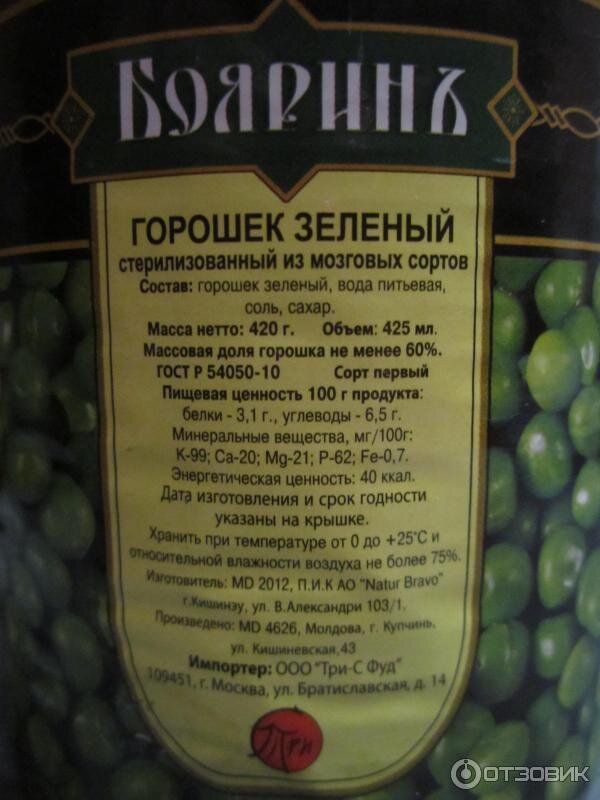 БОЯРИНЪ
ГОРОШЕК ЗЕЛЕНЫЙ
стерилизованный из мозговых сортов
Состав: горошек зеленый, вода питьевая,
соль, сахар.
Масса нетто: 420 г. Объем: 425 мл.
Массовая доля горошка не менее 60%.
ГОСТ Р 54050-10 Сорт первый
Пищевая ценность 100 г продукта:
белки - 3,1 г., углеводы - 6,5 г.
Минеральные вещества, мг/100г:
K-99; Ca-20; Mg-21; P-62; Fe-0,7.
Энергетическая ценность: 40 ккал.
Дата изготовления и срок годности
указаны на крышке.
Хранить при температуре от 0 до +25°С и
относительной влажности воздуха не более 75%.
Изготовитель: MD 2012, П.И.К АО "Natur Bravo"
г.Кишинэу, ул. В.Александри 103/1.
Произведено: MD 4626, Молдова, г. Купчинь,
ул. Кишиневская,43
Импортер: ООО "Три-С Фуд"
109451, г. Москва, ул. Братиславская, д. 14
Три
ОТЗОВИК